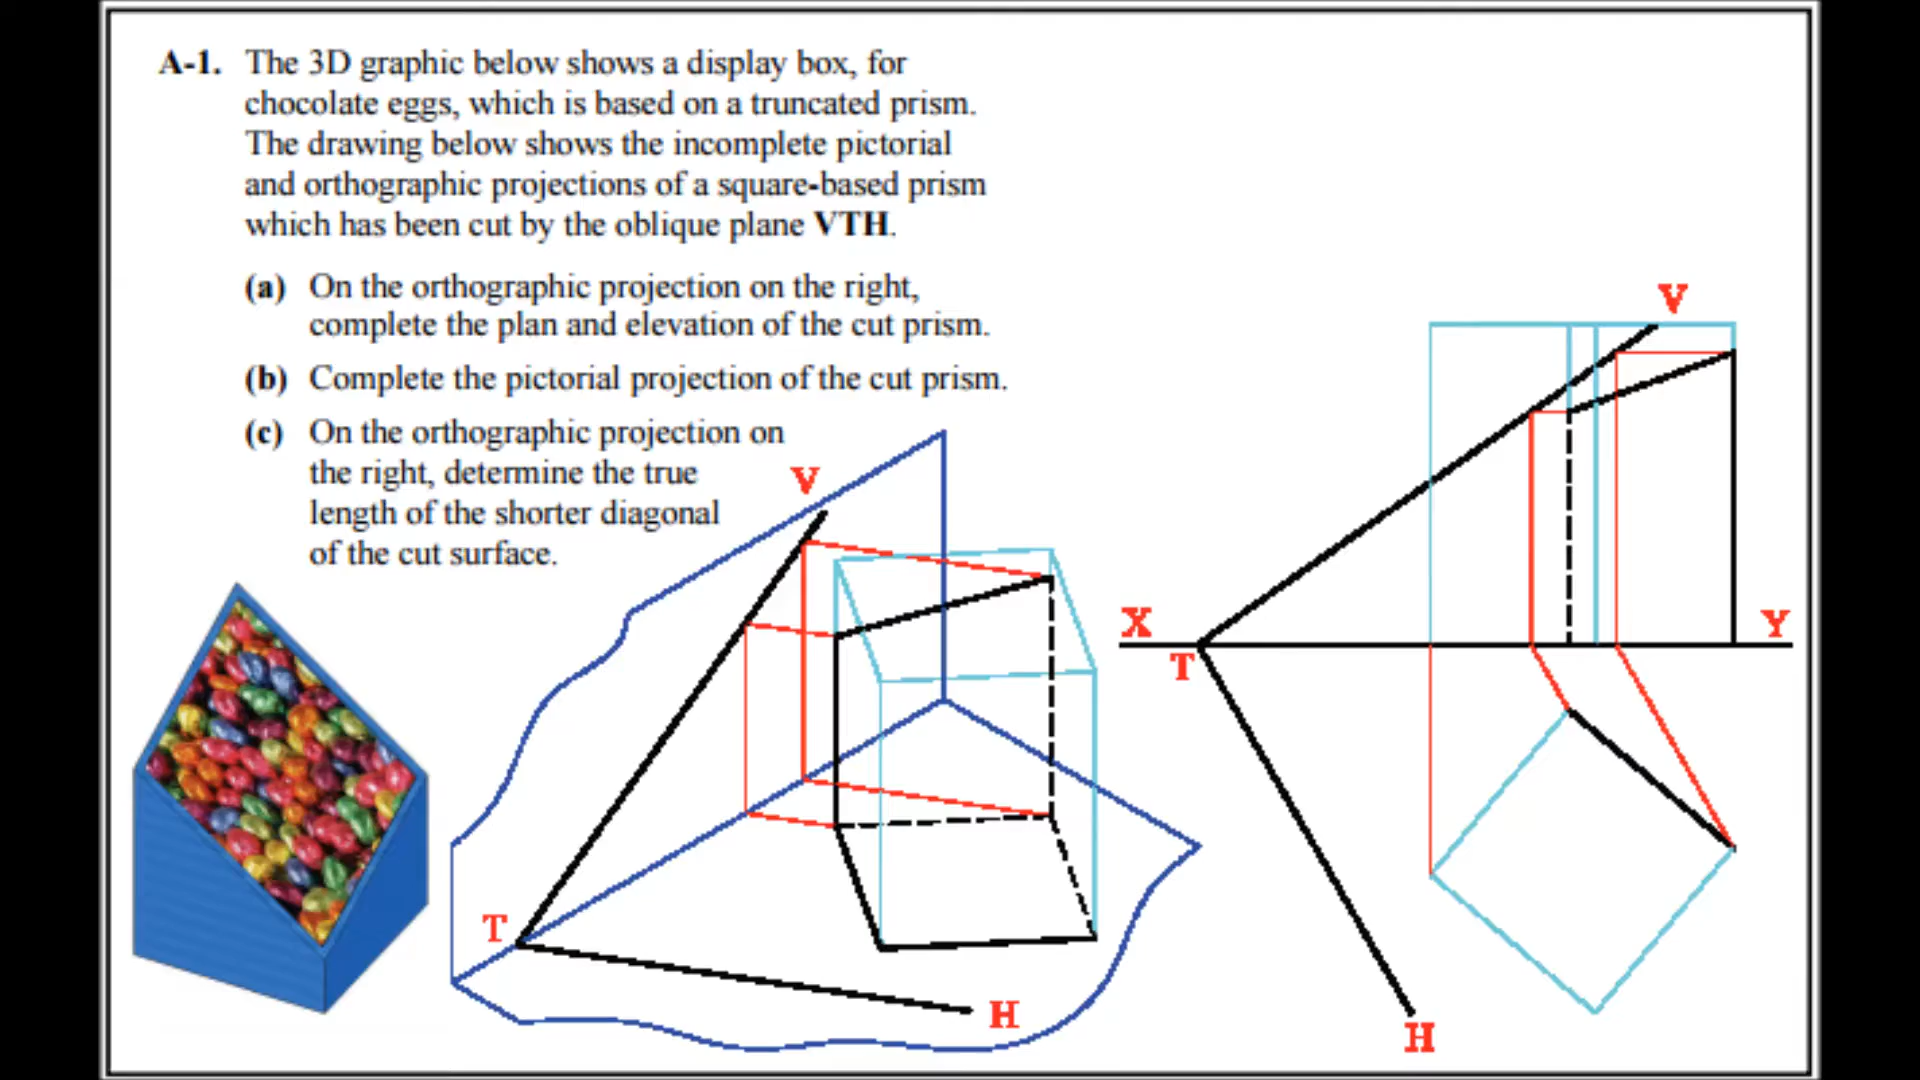 A-1. The 3D graphic below shows a display box, for
chocolate eggs, which is based on a truncated prism.
The drawing below shows the incomplete pictorial
and orthographic projections of a square-based prism
which has been cut by the oblique plane VTH.
(a) On the orthographic projection on the right,
complete the plan and elevation of the cut prism.
(b) Complete the pictorial projection of the cut prism.
(c) On the orthographic projection on
the right, determine the true
length of the shorter diagonal
of the cut surface.
V
T
H
V
X
Y
T
H